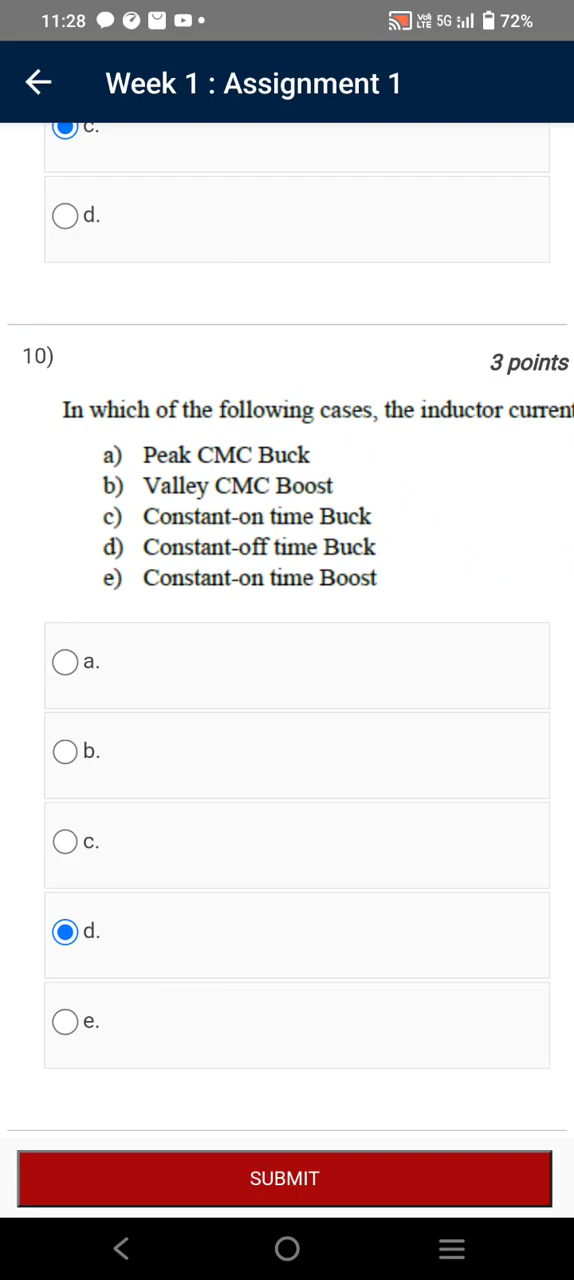 11:28 VoI) LTE 5G 72%
Week 1 : Assignment 1
c.
d.
10)
3 points
In which of the following cases, the inductor current
a) Peak CMC Buck
b) Valley CMC Boost
c) Constant-on time Buck
d) Constant-off time Buck
e) Constant-on time Boost
a.
b.
c.
d.
e.
SUBMIT